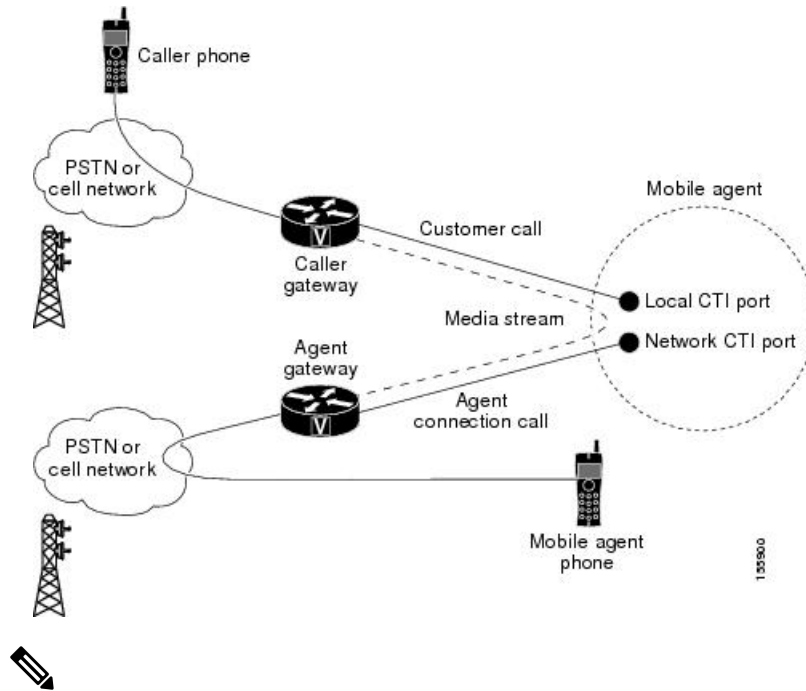 Caller phone
PSTN or
cell network
Mobile agent
Customer call
V
Caller
gateway
Local CTI port
Media stream
Network CTI port
Agent
gateway
V
Agent
connection call
PSTN or
cell network
Mobile agent
phone
155900